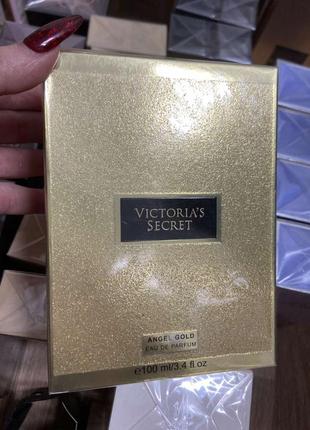 VICTORIA'S
SECRET
ANGEL GOLD
EAU DE PARFUM
e100 ml/3.4 fl oz